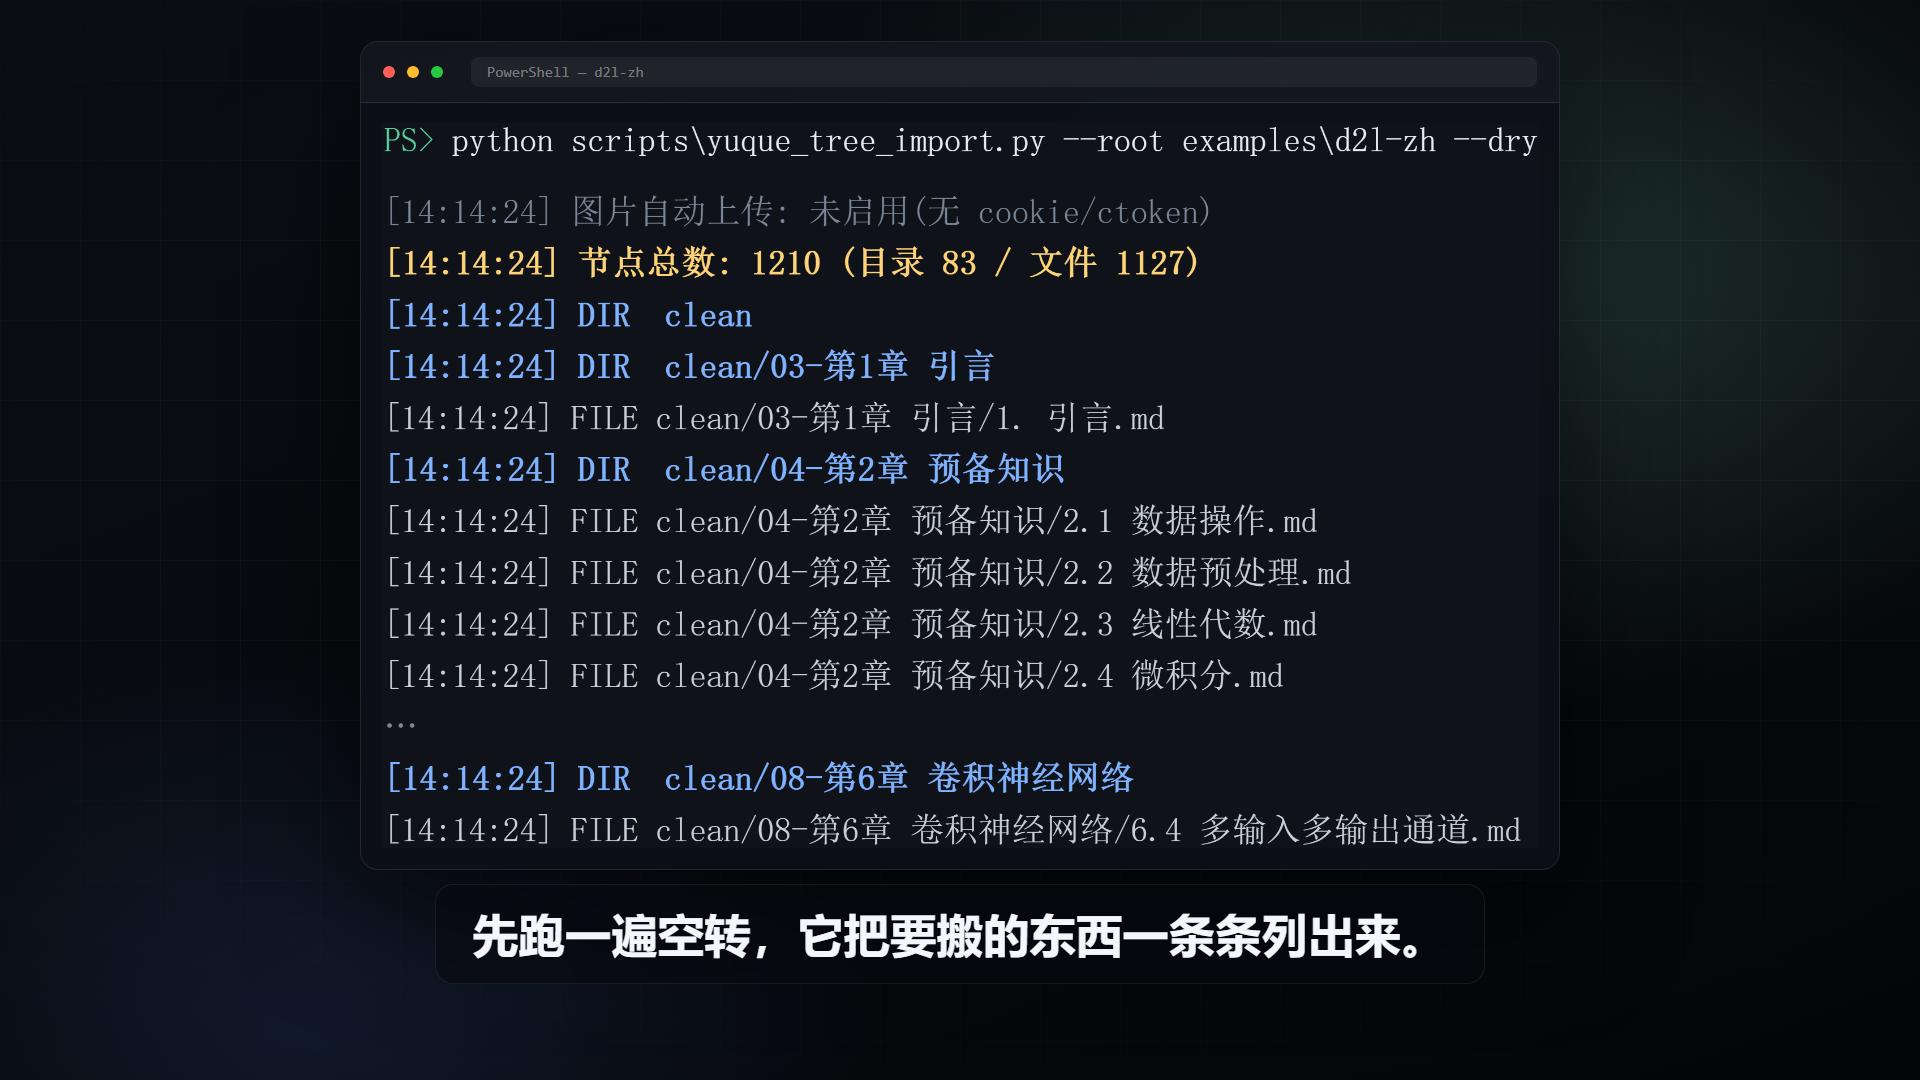 PowerShell — d2l-zh
PS> python scripts\yuque_tree_import.py --root examples\d2l-zh --dry
[14:14:24] 图片自动上传: 未启用(无 cookie/ctoken)
[14:14:24] 节点总数: 1210 (目录 83 / 文件 1127)
[14:14:24] DIR  clean
[14:14:24] DIR  clean/03-第1章 引言
[14:14:24] FILE clean/03-第1章 引言/1. 引言.md
[14:14:24] DIR  clean/04-第2章 预备知识
[14:14:24] FILE clean/04-第2章 预备知识/2.1 数据操作.md
[14:14:24] FILE clean/04-第2章 预备知识/2.2 数据预处理.md
[14:14:24] FILE clean/04-第2章 预备知识/2.3 线性代数.md
[14:14:24] FILE clean/04-第2章 预备知识/2.4 微积分.md
…
[14:14:24] DIR  clean/08-第6章 卷积神经网络
[14:14:24] FILE clean/08-第6章 卷积神经网络/6.4 多输入多输出通道.md
先跑一遍空转，它把要搬的东西一条条列出来。